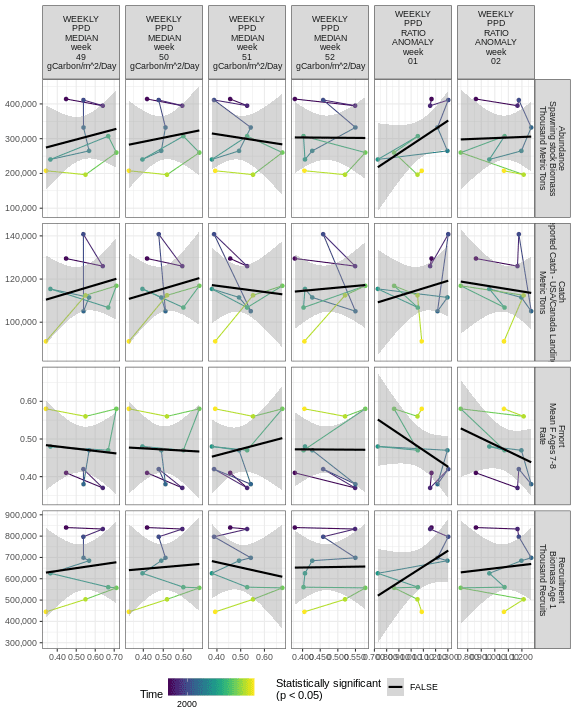 WEEKLY
PPD
MEDIAN
week
49
gCarbon/m^2/Day
WEEKLY
PPD
MEDIAN
week
50
gCarbon/m^2/Day
WEEKLY
PPD
MEDIAN
week
51
gCarbon/m^2/Day
WEEKLY
PPD
MEDIAN
week
52
gCarbon/m^2/Day
WEEKLY
PPD
RATIO
ANOMALY
week
01
WEEKLY
PPD
RATIO
ANOMALY
week
02
400,000
300,000
200,000
100,000
Abundance
Spawning stock Biomass
Thousand Metric Tons
140,000
120,000
100,000
Catch
ported Catch - USA/Canada Landin
Metric Tons
0.60
0.50
0.40
Fmort
Mean F Ages 7-8
Rate
900,000
800,000
700,000
600,000
500,000
400,000
300,000
Recruitment
Biomass Age 1
Thousand Recruits
0.40 0.50 0.60 0.70
0.40 0.50 0.60
0.40 0.50 0.60
Time
2000
Statistically significant
(p < 0.05)
FALSE